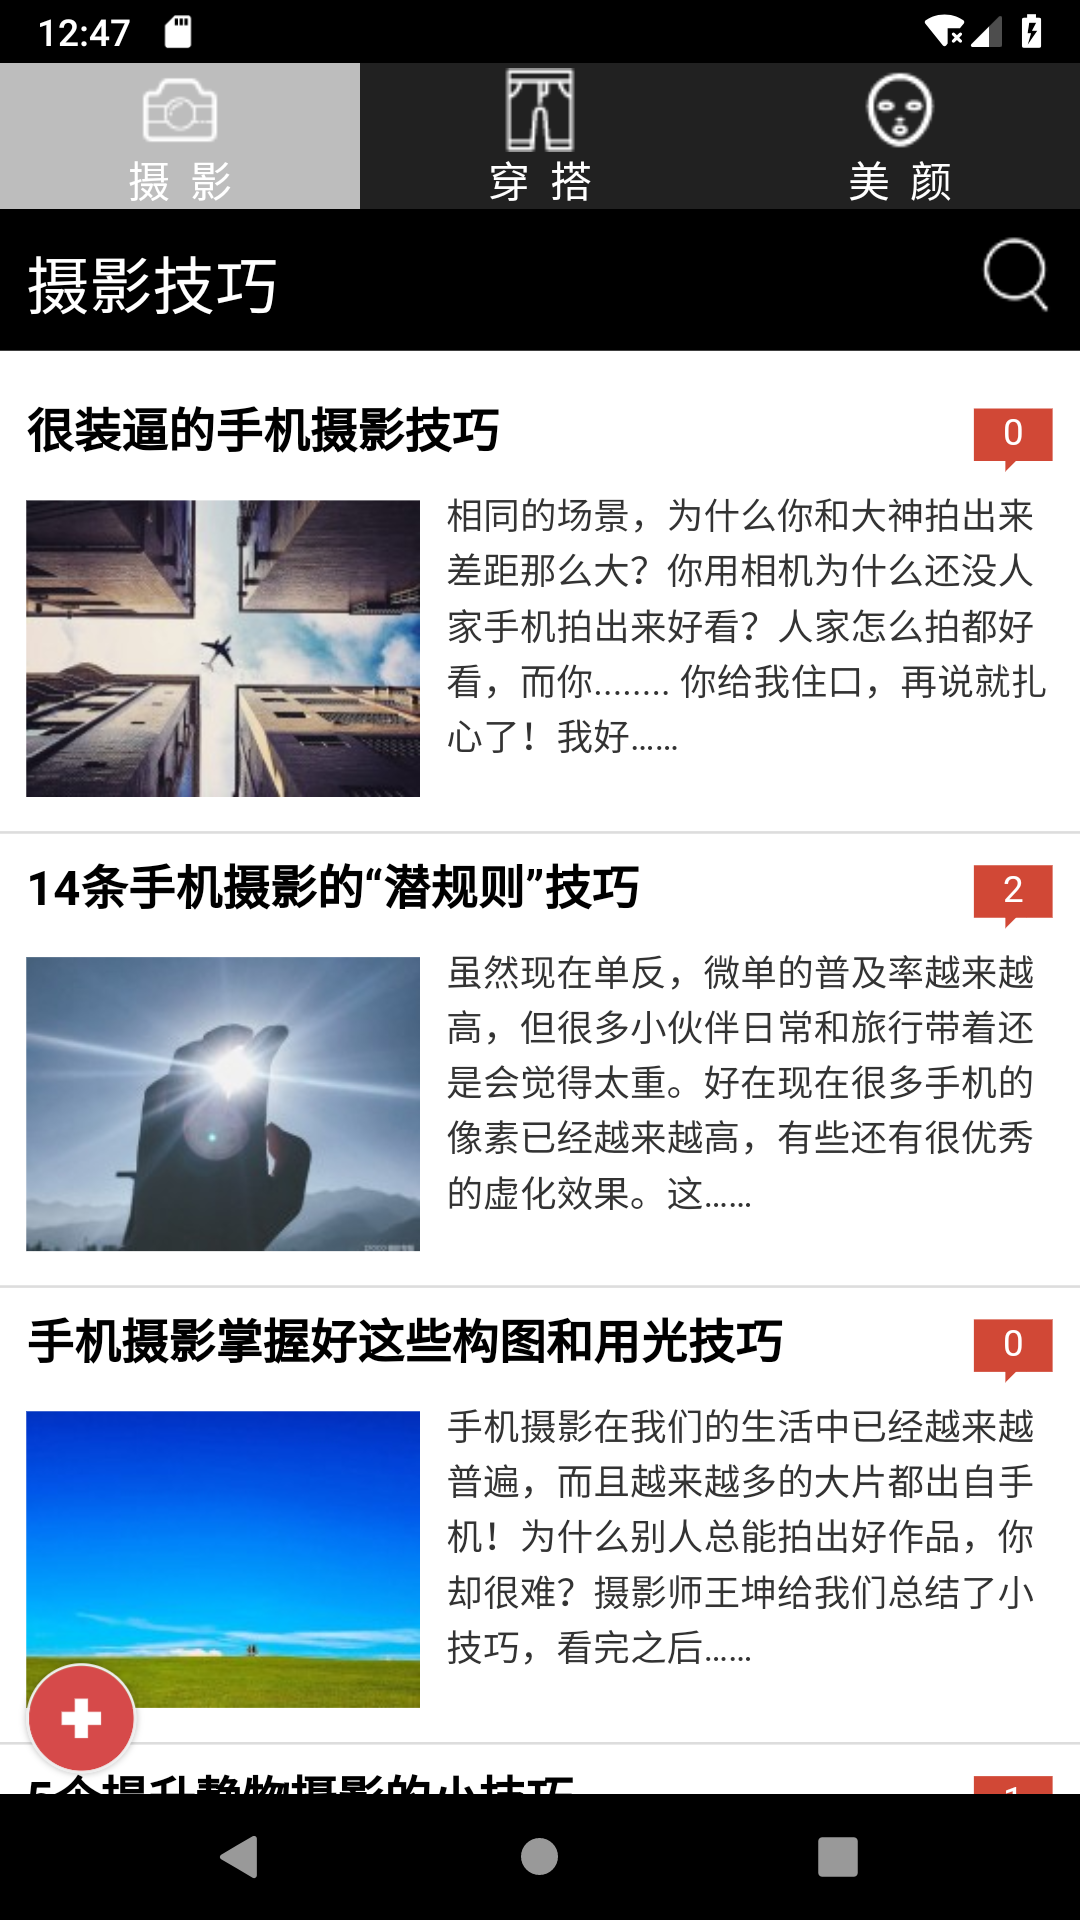 12:47
摄 影
穿 搭
美 颜
摄影技巧
很装逼的手机摄影技巧
0
相同的场景，为什么你和大神拍出来
差距那么大？你用相机为什么还没人
家手机拍出来好看？人家怎么拍都好
看，而你........ 你给我住口，再说就扎
心了！我好......
14条手机摄影的“潜规则”技巧
2
虽然现在单反，微单的普及率越来越
高，但很多小伙伴日常和旅行带着还
是会觉得太重。好在现在很多手机的
像素已经越来越高，有些还有很优秀
的虚化效果。这......
手机摄影掌握好这些构图和用光技巧
0
手机摄影在我们的生活中已经越来越
普遍，而且越来越多的大片都出自手
机！为什么别人总能拍出好作品，你
却很难？摄影师王坤给我们总结了小
技巧，看完之后......
5个提升静物摄影的小技巧
1